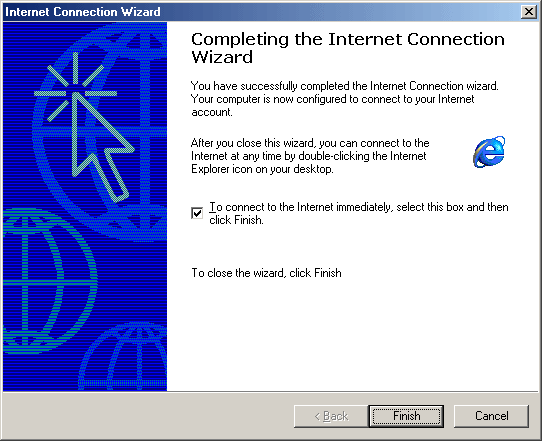 Internet Connection Wizard
Completing the Internet Connection
Wizard
You have successfully completed the Internet Connection wizard.
Your computer is now configured to connect to your Internet
account.
After you close this wizard, you can connect to the
Internet at any time by double-clicking the Internet
Explorer icon on your desktop.
To connect to the Internet immediately, select this box and then
click Finish.
To close the wizard, click Finish
< Back
Finish
Cancel